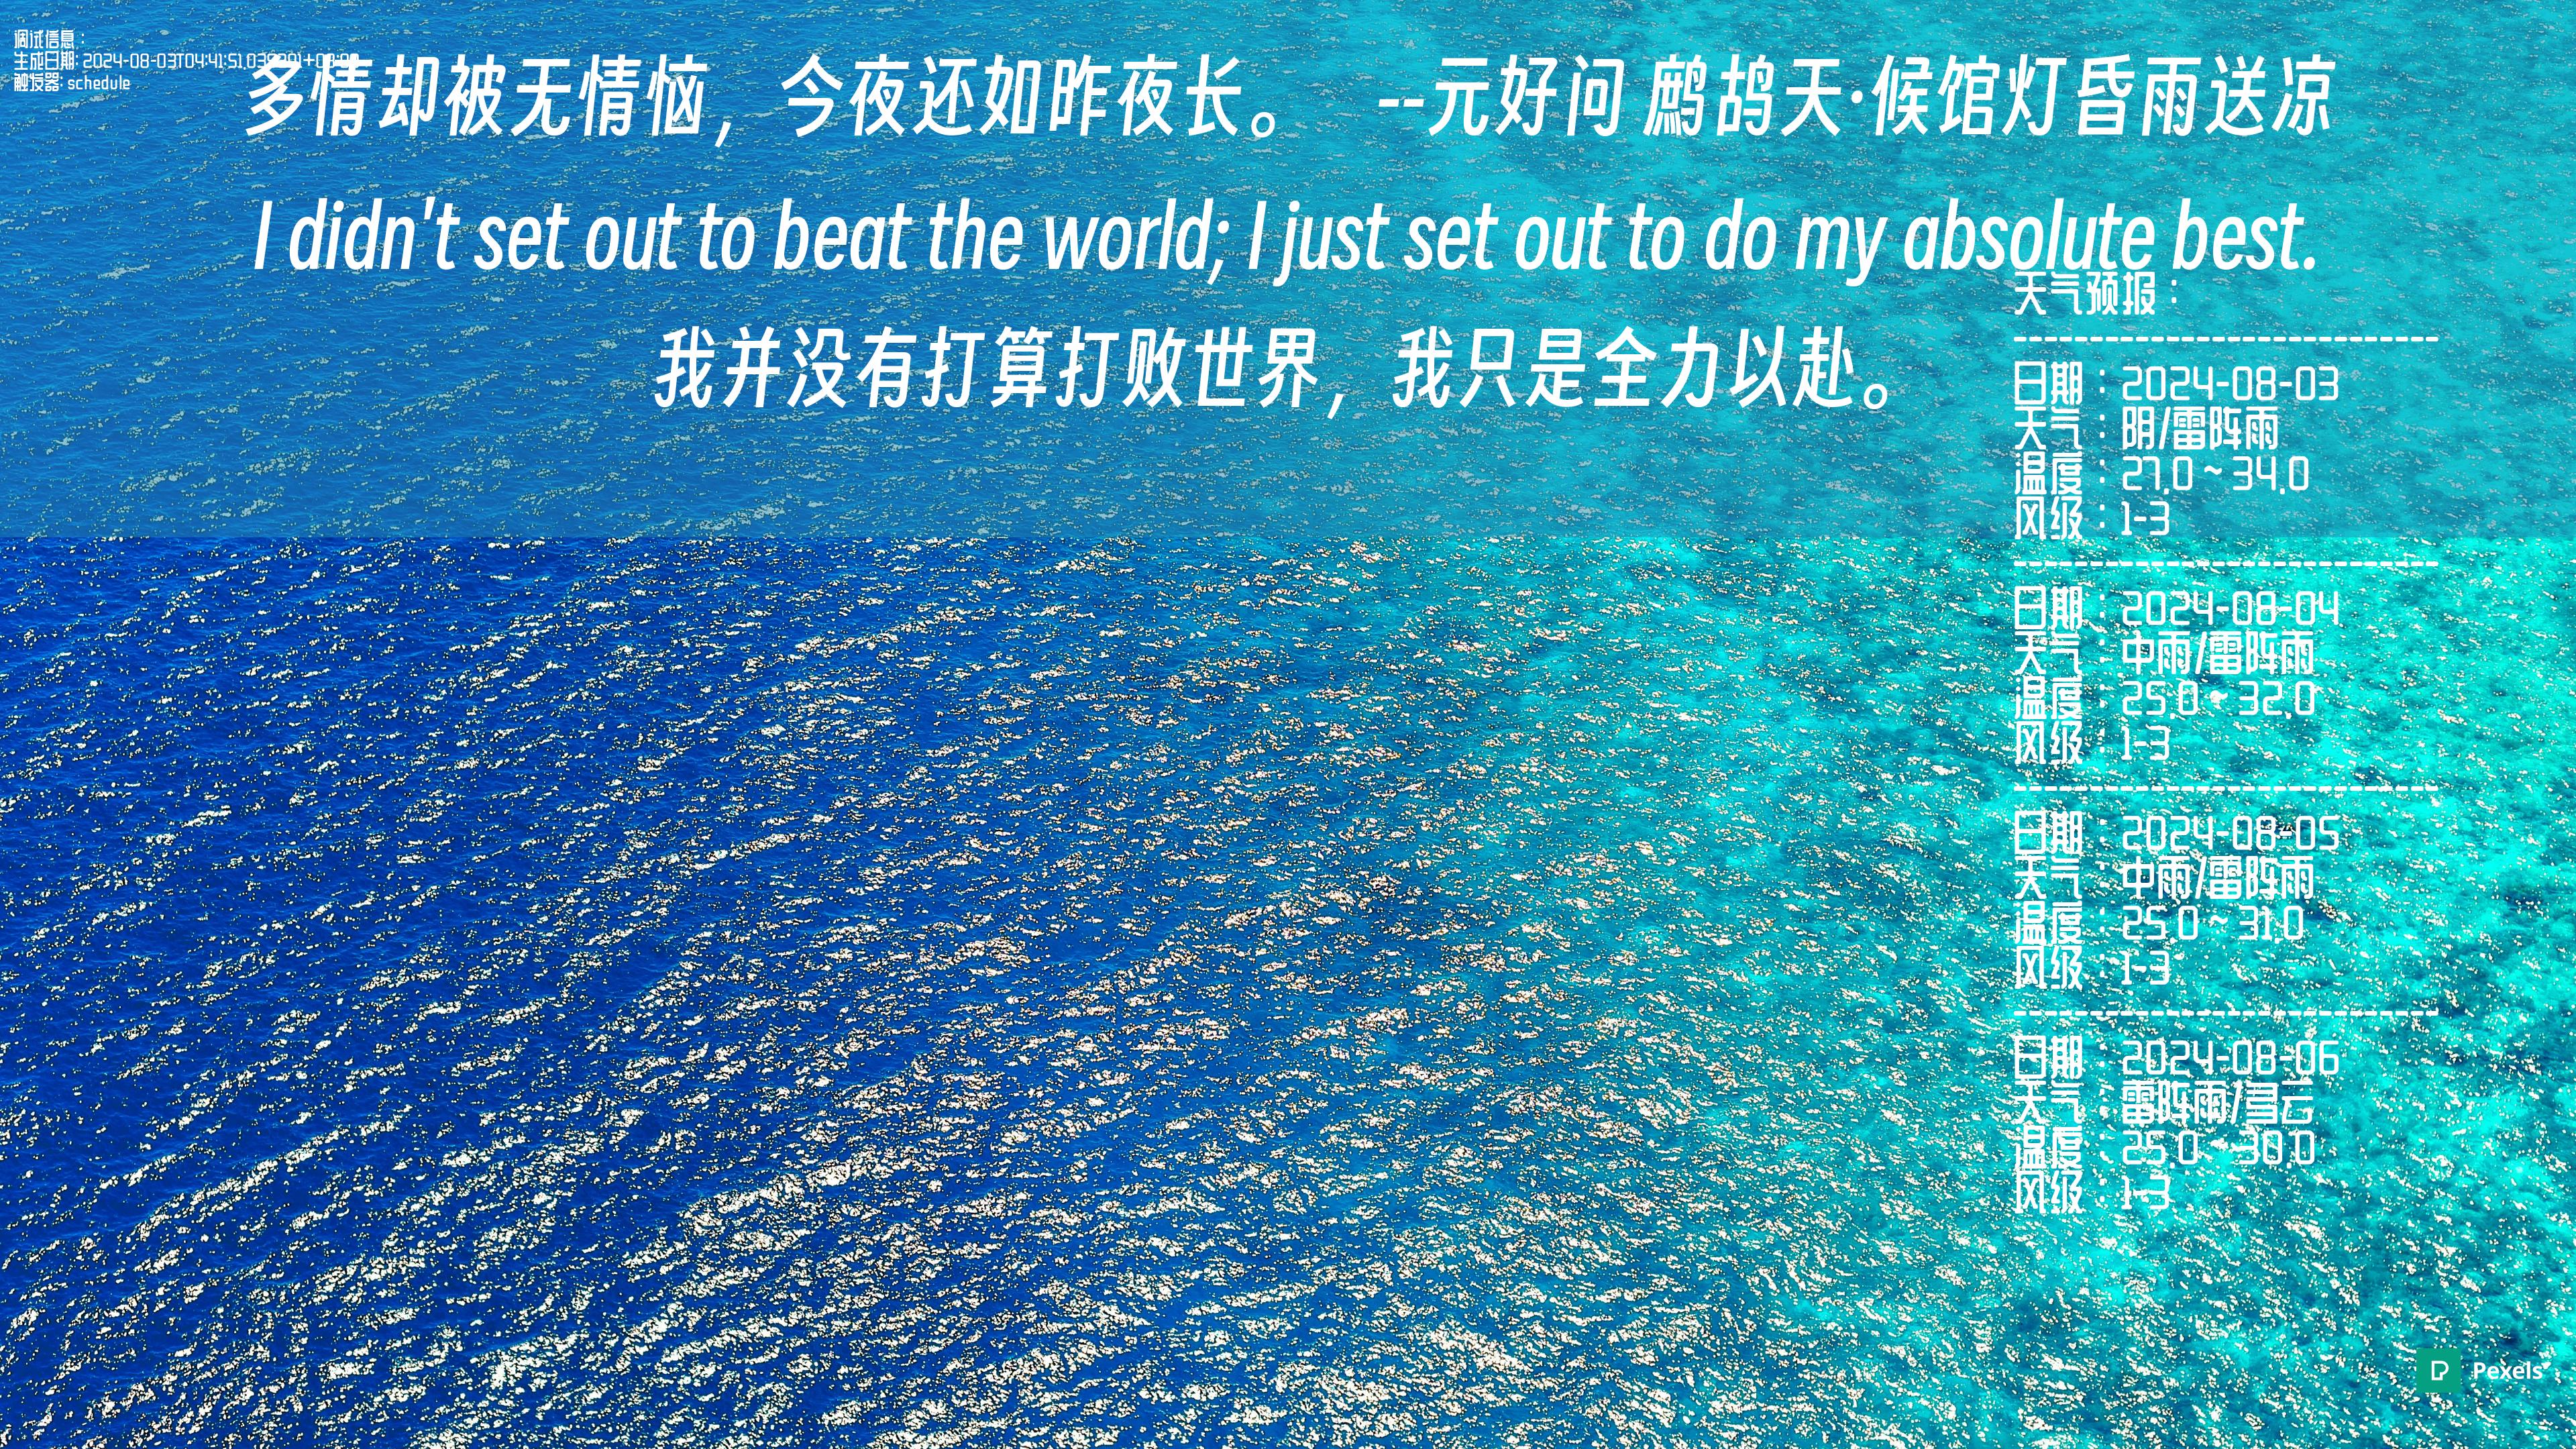 调试信息：
生成日期: 2024-08-03T04:41:51
触发器: schedule
多情却被无情恼，今夜还如昨夜长。 --元好问 鹧鸪天·候馆灯昏雨送凉
I didn't set out to beat the world; I just set out to do my absolute best.
我并没有打算打败世界，我只是全力以赴。
天气预报：
------------------------------
日期：2024-08-03
天气：阴/雷阵雨
温度：27.0 ~ 34.0
风级：1-3
------------------------------
日期：2024-08-04
天气：中雨/雷阵雨
温度：25.0 ~ 32.0
风级：1-3
------------------------------
日期：2024-08-05
天气：中雨/雷阵雨
温度：25.0 ~ 31.0
风级：1-3
------------------------------
日期：2024-08-06
天气：雷阵雨/多云
温度：25.0 ~ 30.0
风级：1-3
Pexels